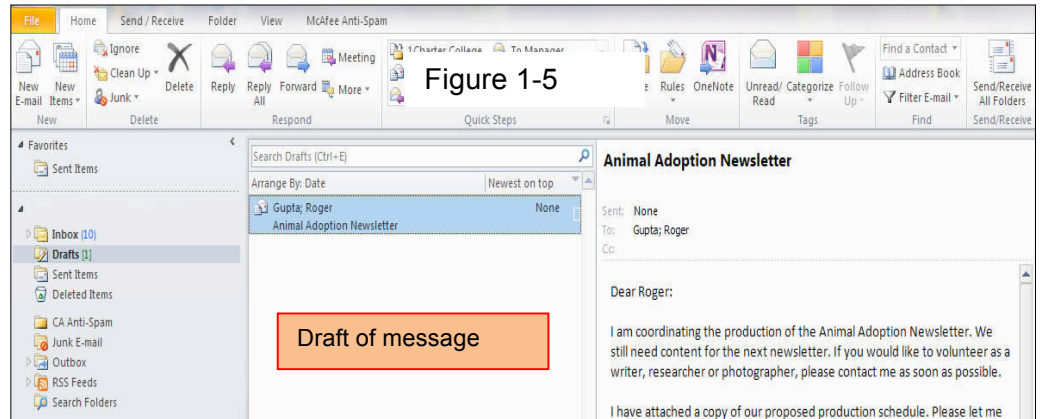 File Home Send / Receive Folder View McAfee Anti-Spam
Ignore
Clean Up
Junk
Delete
New E-mail
New Items
Reply
Reply All
Forward
Meeting
More
1Charter College To Manager
Figure 1-5
Rules
OneNote
Unread/ Read
Categorize
Follow Up
Find a Contact
Address Book
Filter E-mail
Send/Receive All Folders
New Delete Respond Quick Steps Move Tags Find Send/Receive
Favorites
Sent Items
Inbox (10)
Drafts [1]
Sent Items
Deleted Items
CA Anti-Spam
Junk E-mail
Outbox
RSS Feeds
Search Folders
Search Drafts (Ctrl+E)
Arrange By: Date Newest on top
Gupta; Roger None
Animal Adoption Newsletter
Draft of message
Animal Adoption Newsletter
Sent: None
To: Gupta; Roger
Cc:
Dear Roger:
I am coordinating the production of the Animal Adoption Newsletter. We
still need content for the next newsletter. If you would like to volunteer as a
writer, researcher or photographer, please contact me as soon as possible.
I have attached a copy of our proposed production schedule. Please let me